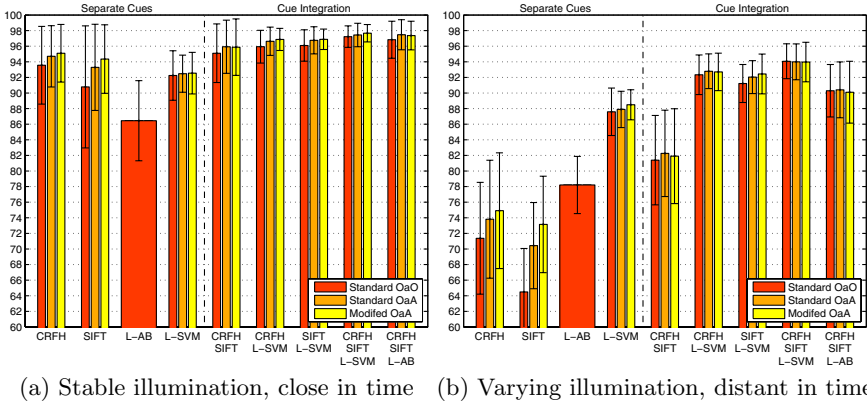 Separate Cues Cue Integration
100
98
96
94
92
90
88
86
84
82
80
78
76
74
72
70
68
66
64
62
60
Standard OaO
Standard OaA
Modifed OaA
CRFH SIFT L−AB L−SVM CRFH CRFH SIFT CRFH CRFH
SIFT L−SVM L−SVM SIFT SIFT
L−SVM L−AB
(a) Stable illumination, close in time
Separate Cues Cue Integration
100
98
96
94
92
90
88
86
84
82
80
78
76
74
72
70
68
66
64
62
60
Standard OaO
Standard OaA
Modifed OaA
CRFH SIFT L−AB L−SVM CRFH CRFH SIFT CRFH CRFH
SIFT L−SVM L−SVM SIFT SIFT
L−SVM L−AB
(b) Varying illumination, distant in time